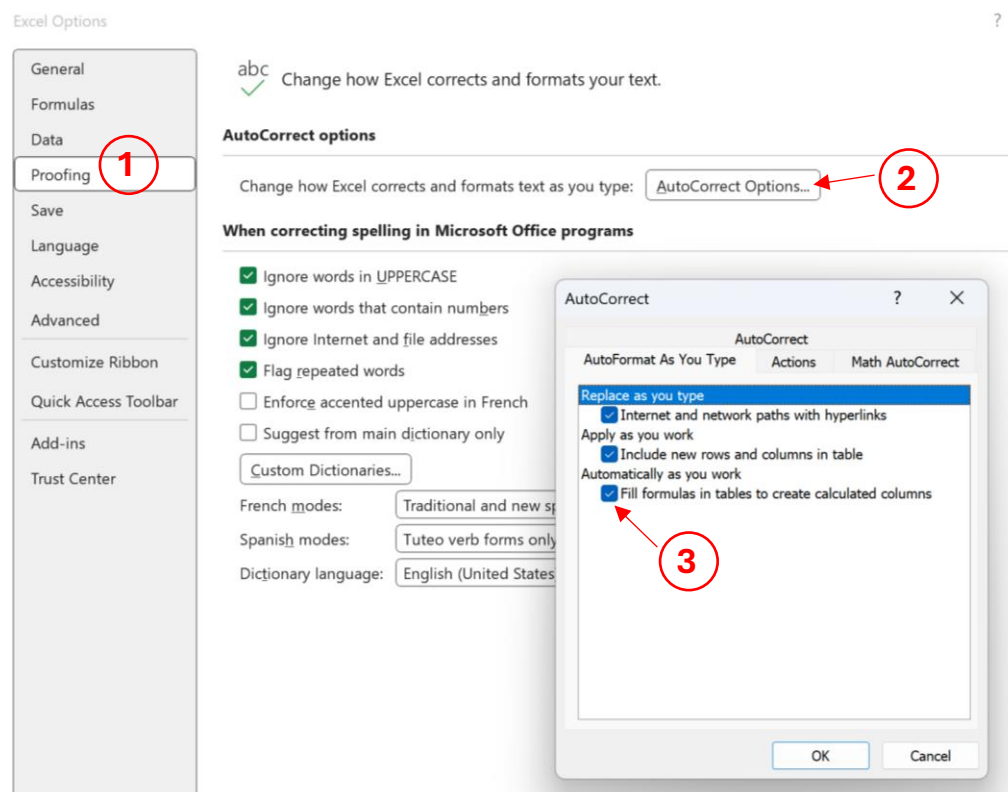 Excel Options
?
General
Formulas
Data
Proofing
1
Save
Language
Accessibility
Advanced
Customize Ribbon
Quick Access Toolbar
Add-ins
Trust Center
abc
Change how Excel corrects and formats your text.
AutoCorrect options
Change how Excel corrects and formats text as you type:
AutoCorrect Options...
2
When correcting spelling in Microsoft Office programs
Ignore words in UPPERCASE
Ignore words that contain numbers
Ignore Internet and file addresses
Flag repeated words
Enforce accented uppercase in French
Suggest from main dictionary only
Custom Dictionaries...
French modes:
Traditional and new sp
Spanish modes:
Tuteo verb forms only
Dictionary language:
English (United States
AutoCorrect
?
AutoCorrect
AutoFormat As You Type
Actions
Math AutoCorrect
Replace as you type
Internet and network paths with hyperlinks
Apply as you work
Include new rows and columns in table
Automatically as you work
Fill formulas in tables to create calculated columns
3
OK
Cancel